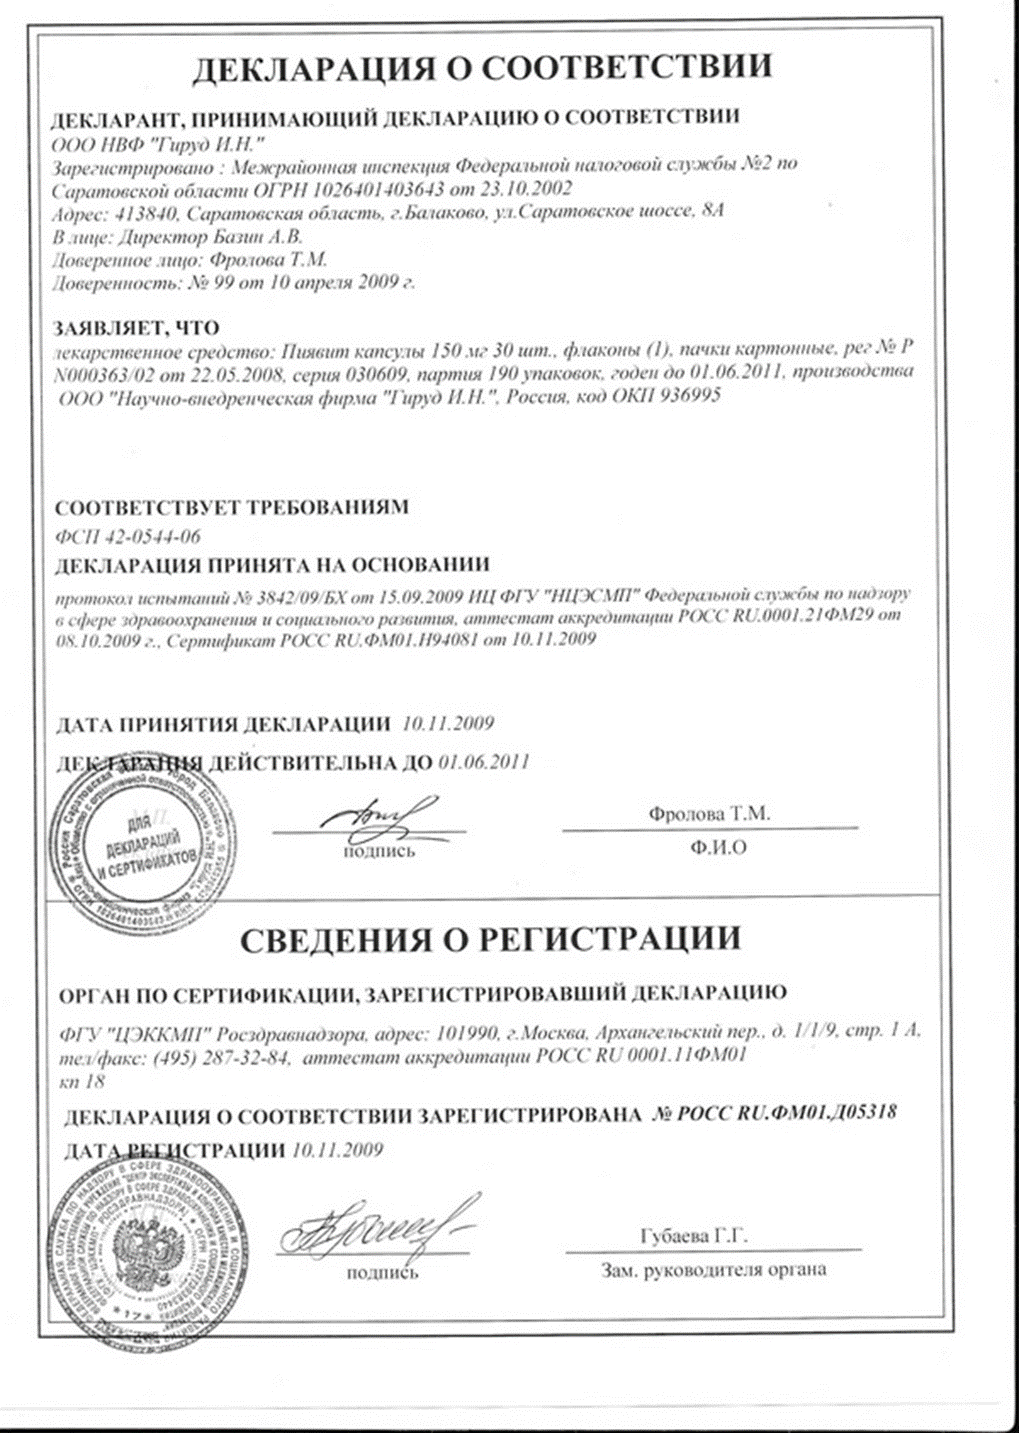 ДЕКЛАРАЦИЯ О СООТВЕТСТВИИ
ДЕКЛАРАНТ, ПРИНИМАЮЩИЙ ДЕКЛАРАЦИЮ О СООТВЕТСТВИИ
ООО НВФ "Гируд И.Н."
Зарегистрировано : Межрайонная инспекция Федеральной налоговой службы №2 по
Саратовской области ОГРН 1026401403643 от 23.10.2002
Адрес: 413840, Саратовская область, г.Балаково, ул.Саратовское шоссе, 8А
В лице: Директор Базин А.В.
Доверенное лицо: Фролова Т.М.
Доверенность: № 99 от 10 апреля 2009 г.
ЗАЯВЛЯЕТ, ЧТО
лекарственное средство: Пиявит капсулы 150 мг 30 шт., флаконы (1), пачки картонные, рег № Р
N000363/02 от 22.05.2008, серия 030609, партия 190 упаковок, годен до 01.06.2011, производства
ООО "Научно-внедренческая фирма "Гируд И.Н.", Россия, код ОКП 936995
СООТВЕТСТВУЕТ ТРЕБОВАНИЯМ
ФСП 42-0544-06
ДЕКЛАРАЦИЯ ПРИНЯТА НА ОСНОВАНИИ
протокол испытаний № 3842/09/БХ от 15.09.2009 ИЦ ФГУ "НЦЭСМП" Федеральной службы по надзору
в сфере здравоохранения и социального развития, аттестат аккредитации РОСС RU.0001.21ФМ29 от
08.10.2009 г., Сертификат РОСС RU.ФМ01.Н94081 от 10.11.2009
ДАТА ПРИНЯТИЯ ДЕКЛАРАЦИИ 10.11.2009
ДЕКЛАРАЦИЯ ДЕЙСТВИТЕЛЬНА ДО 01.06.2011
ДЛЯ
ДЕКЛАРАЦИЙ
И СЕРТИФИКАТОВ
Фролова Т.М.
подпись
Ф.И.О
СВЕДЕНИЯ О РЕГИСТРАЦИИ
ОРГАН ПО СЕРТИФИКАЦИИ, ЗАРЕГИСТРИРОВАВШИЙ ДЕКЛАРАЦИЮ
ФГУ "ЦЭККМП" Росздравнадзора, адрес: 101990, г.Москва, Архангельский пер., д. 1/1/9, стр. 1 А,
тел/факс: (495) 287-32-84, аттестат аккредитации РОСС RU 0001.11ФМ01
кп 18
ДЕКЛАРАЦИЯ О СООТВЕТСТВИИ ЗАРЕГИСТРИРОВАНА № РОСС RU.ФМ01.Д05318
ДАТА РЕГИСТРАЦИИ 10.11.2009
Губаева Г.Г.
подпись
Зам. руководителя органа